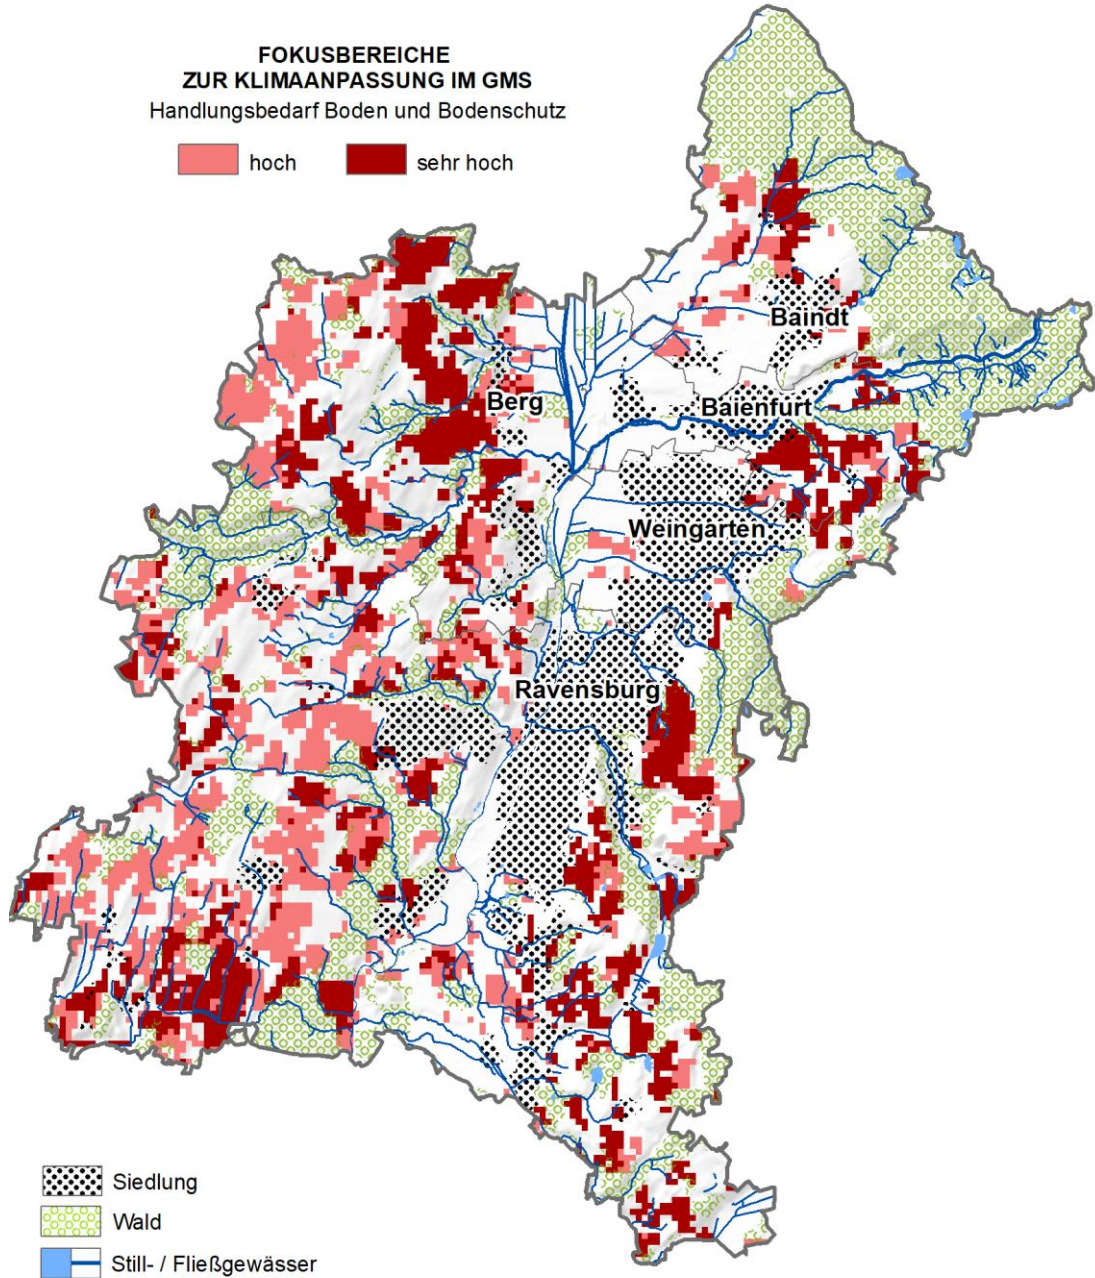 FOKUSBEREICHE
ZUR KLIMAANPASSUNG IM GMS
Handlungsbedarf Boden und Bodenschutz
hoch
sehr hoch
Baindt
Berg
Baienfurt
Weingarten
Ravensburg
Siedlung
Wald
Still- / Fließgewässer